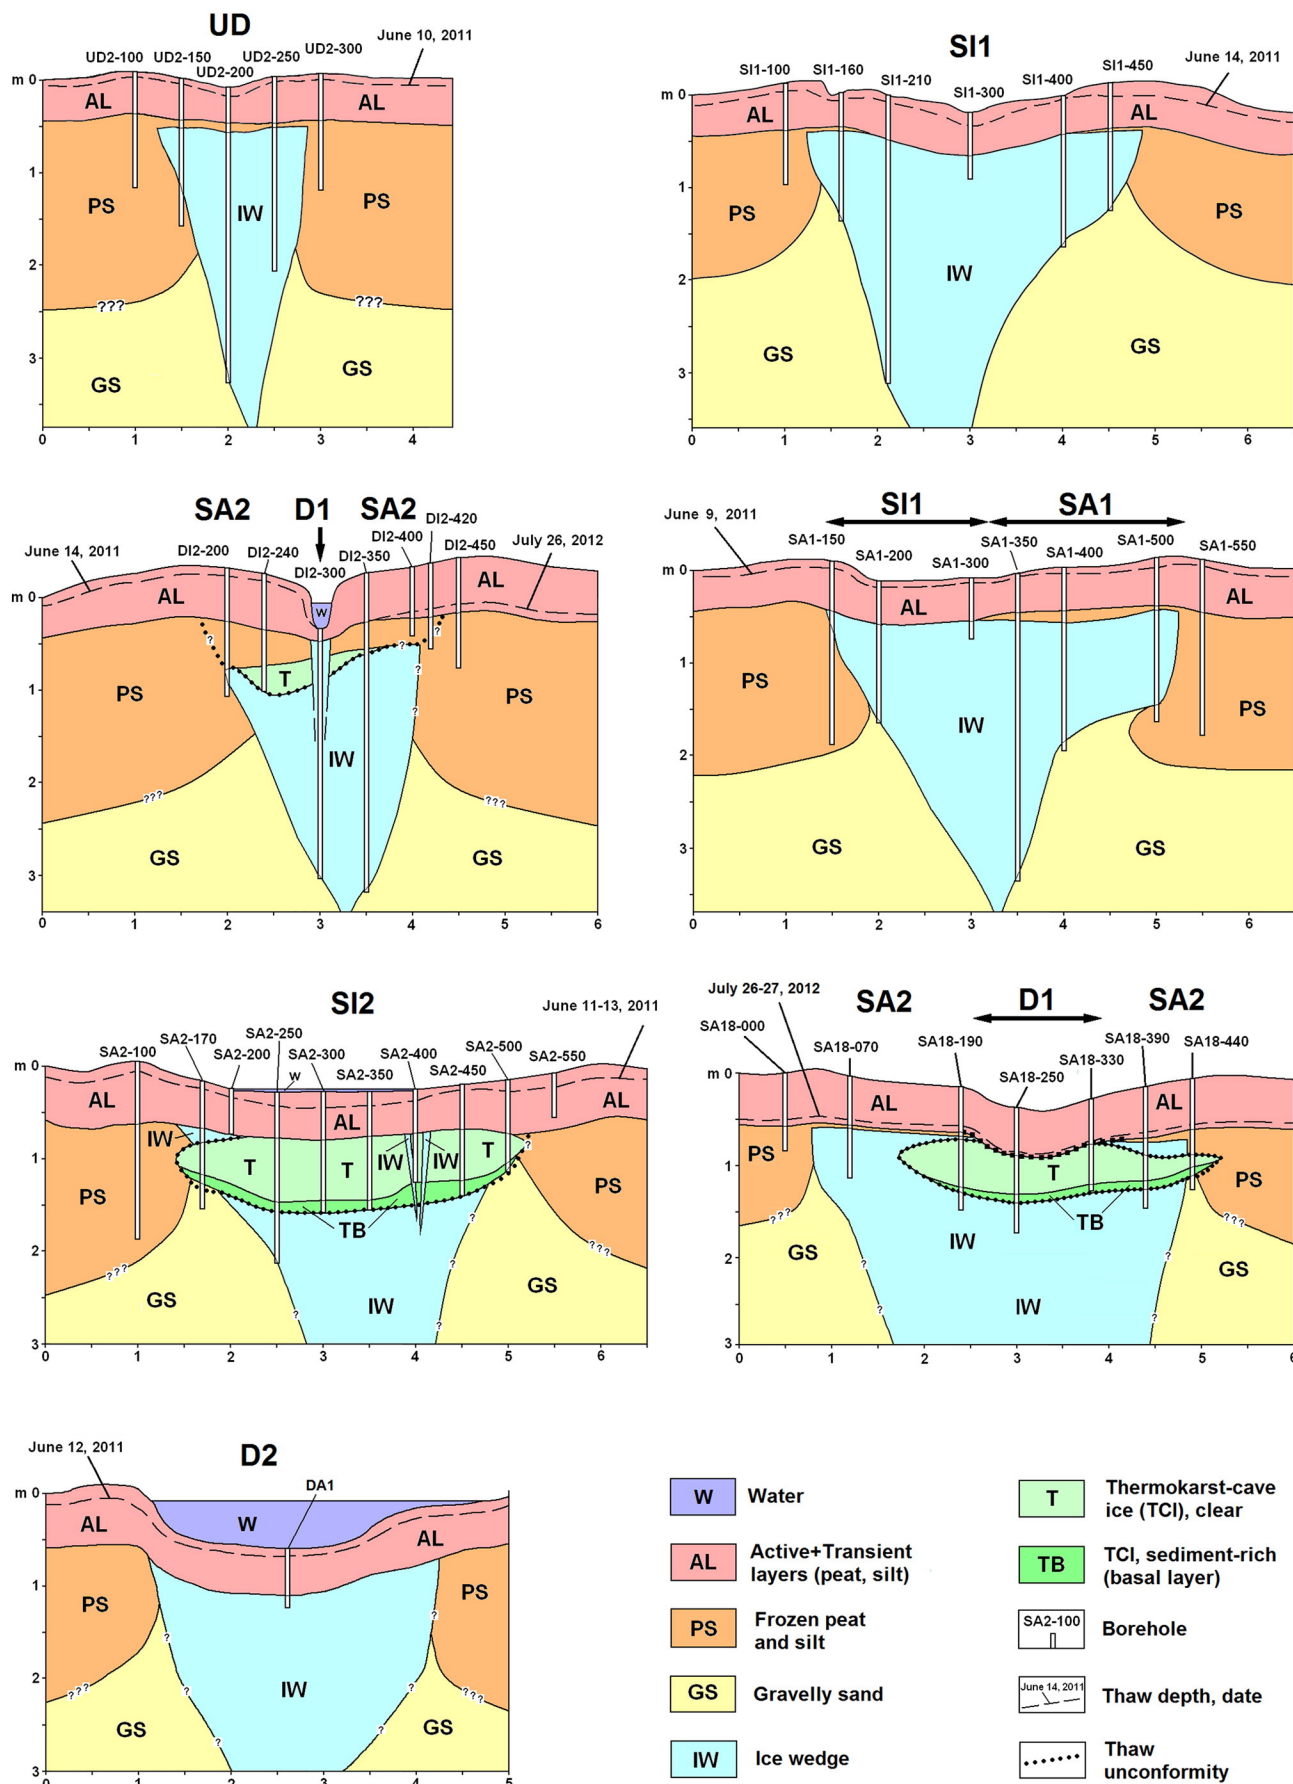 UD
June 10, 2011
UD2-100
UD2-150
UD2-200
UD2-250
UD2-300
m 0
1
2
3
AL
AL
PS
PS
IW
???
???
GS
GS
0 1 2 3 4
SI1
June 14, 2011
SI1-100
SI1-160
SI1-210
SI1-300
SI1-400
SI1-450
m 0
1
2
3
AL
AL
PS
PS
IW
GS
GS
0 1 2 3 4 5 6
SA2 D1 SA2
June 14, 2011
July 26, 2012
DI2-200
DI2-240
DI2-300
DI2-350
DI2-400
DI2-420
DI2-450
m 0
1
2
3
AL
W
AL
?
?
?
?
T
PS
PS
IW
???
???
GS
GS
0 1 2 3 4 5 6
SI1 SA1
June 9, 2011
SA1-150
SA1-200
SA1-300
SA1-350
SA1-400
SA1-500
SA1-550
m 0
1
2
3
AL
AL
PS
PS
IW
GS
GS
0 1 2 3 4 5 6
SI2
June 11-13, 2011
SA2-100
SA2-170
SA2-200
SA2-250
SA2-300
SA2-350
SA2-400
SA2-450
SA2-500
SA2-550
w
m 0
1
2
3
AL
AL
AL
IW
T
T
IW
IW
T
?
PS
PS
TB
?
???
???
?
GS
GS
IW
?
?
0 1 2 3 4 5 6
SA2 D1 SA2
July 26-27, 2012
SA18-000
SA18-070
SA18-190
SA18-250
SA18-330
SA18-390
SA18-440
m 0
1
2
3
AL
AL
PS
PS
T
TB
???
???
GS
GS
IW
IW
?
?
?
?
0 1 2 3 4 5 6
D2
June 12, 2011
DA1
m 0
1
2
3
AL
W
AL
PS
PS
?
?
?
?
???
???
IW
GS
GS
?
?
0 1 2 3 4 5
W Water
AL Active+Transient
layers (peat, silt)
PS Frozen peat
and silt
GS Gravelly sand
IW Ice wedge
T Thermokarst-cave
ice (TCI), clear
TB TCI, sediment-rich
(basal layer)
SA2-100 Borehole
June 14, 2011 Thaw depth, date
Thaw
unconformity